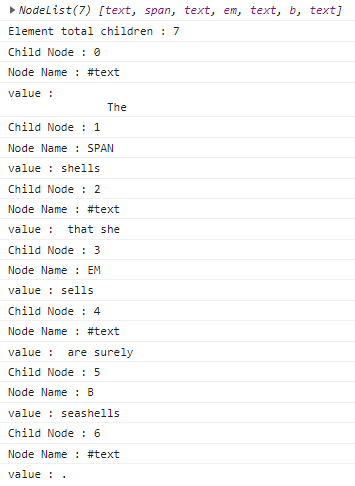 ▶ NodeList(7) [text, span, text, em, text, b, text]
Element total children : 7
Child Node : 0
Node Name : #text
value :
The
Child Node : 1
Node Name : SPAN
value : shells
Child Node : 2
Node Name : #text
value :  that she
Child Node : 3
Node Name : EM
value : sells
Child Node : 4
Node Name : #text
value :  are surely
Child Node : 5
Node Name : B
value : seashells
Child Node : 6
Node Name : #text
value : .